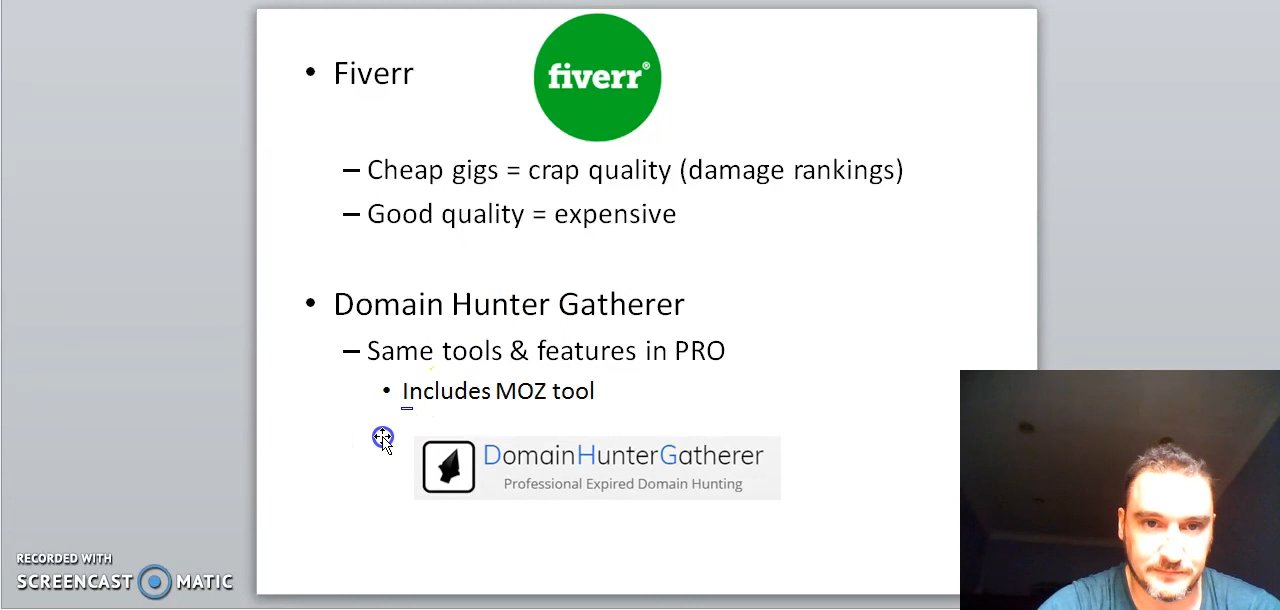 • Fiverr
fiverr®
– Cheap gigs = crap quality (damage rankings)
– Good quality = expensive
• Domain Hunter Gatherer
– Same tools & features in PRO
• Includes MOZ tool
DomainHunterGatherer
Professional Expired Domain Hunting
RECORDED WITH
SCREENCAST MATIC